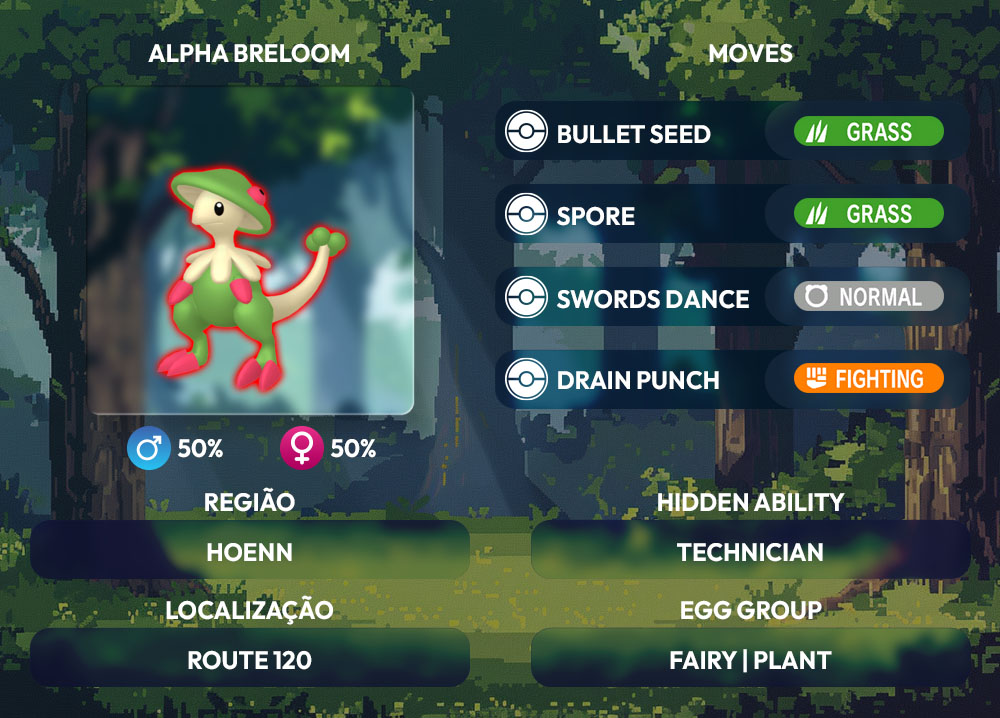 ALPHA BRELOOM
50%
50%
REGIÃO
HOENN
LOCALIZAÇÃO
ROUTE 120
MOVES
BULLET SEED
GRASS
SPORE
GRASS
SWORDS DANCE
NORMAL
DRAIN PUNCH
FIGHTING
HIDDEN ABILITY
TECHNICIAN
EGG GROUP
FAIRY | PLANT